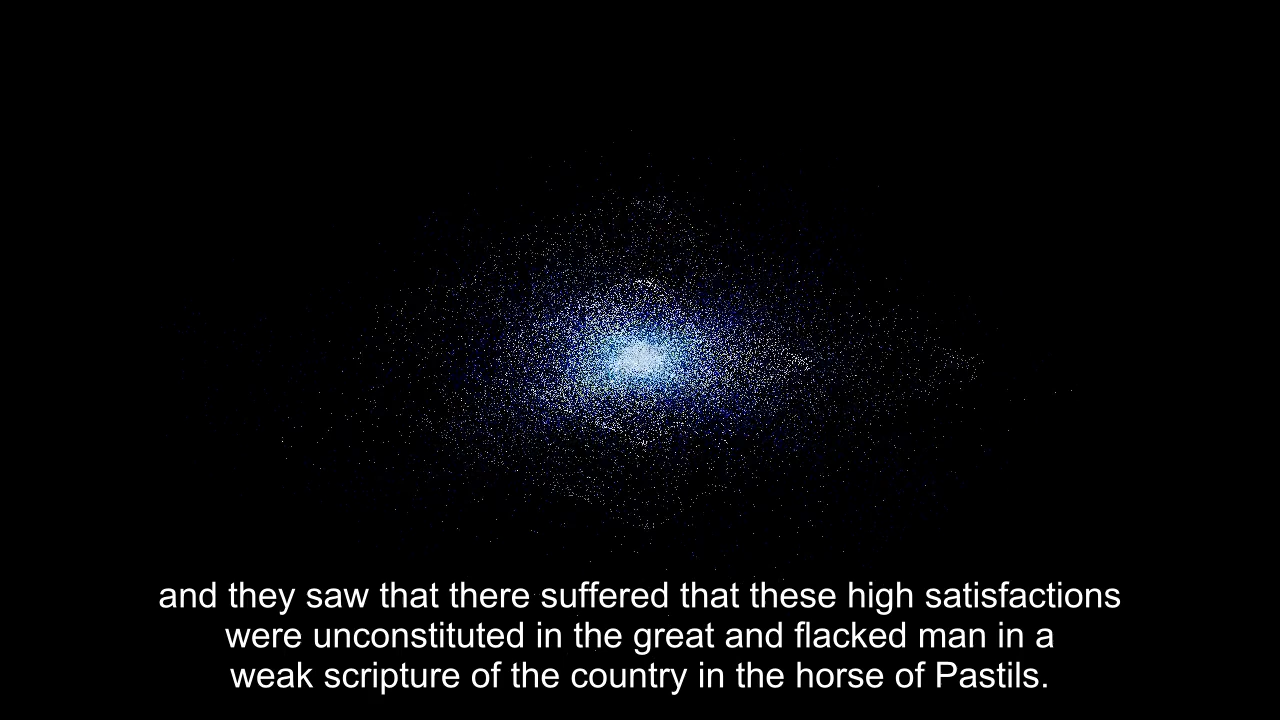 and they saw that there suffered that these high satisfactions
were unconstituted in the great and flacked man in a
weak scripture of the country in the horse of Pastils.